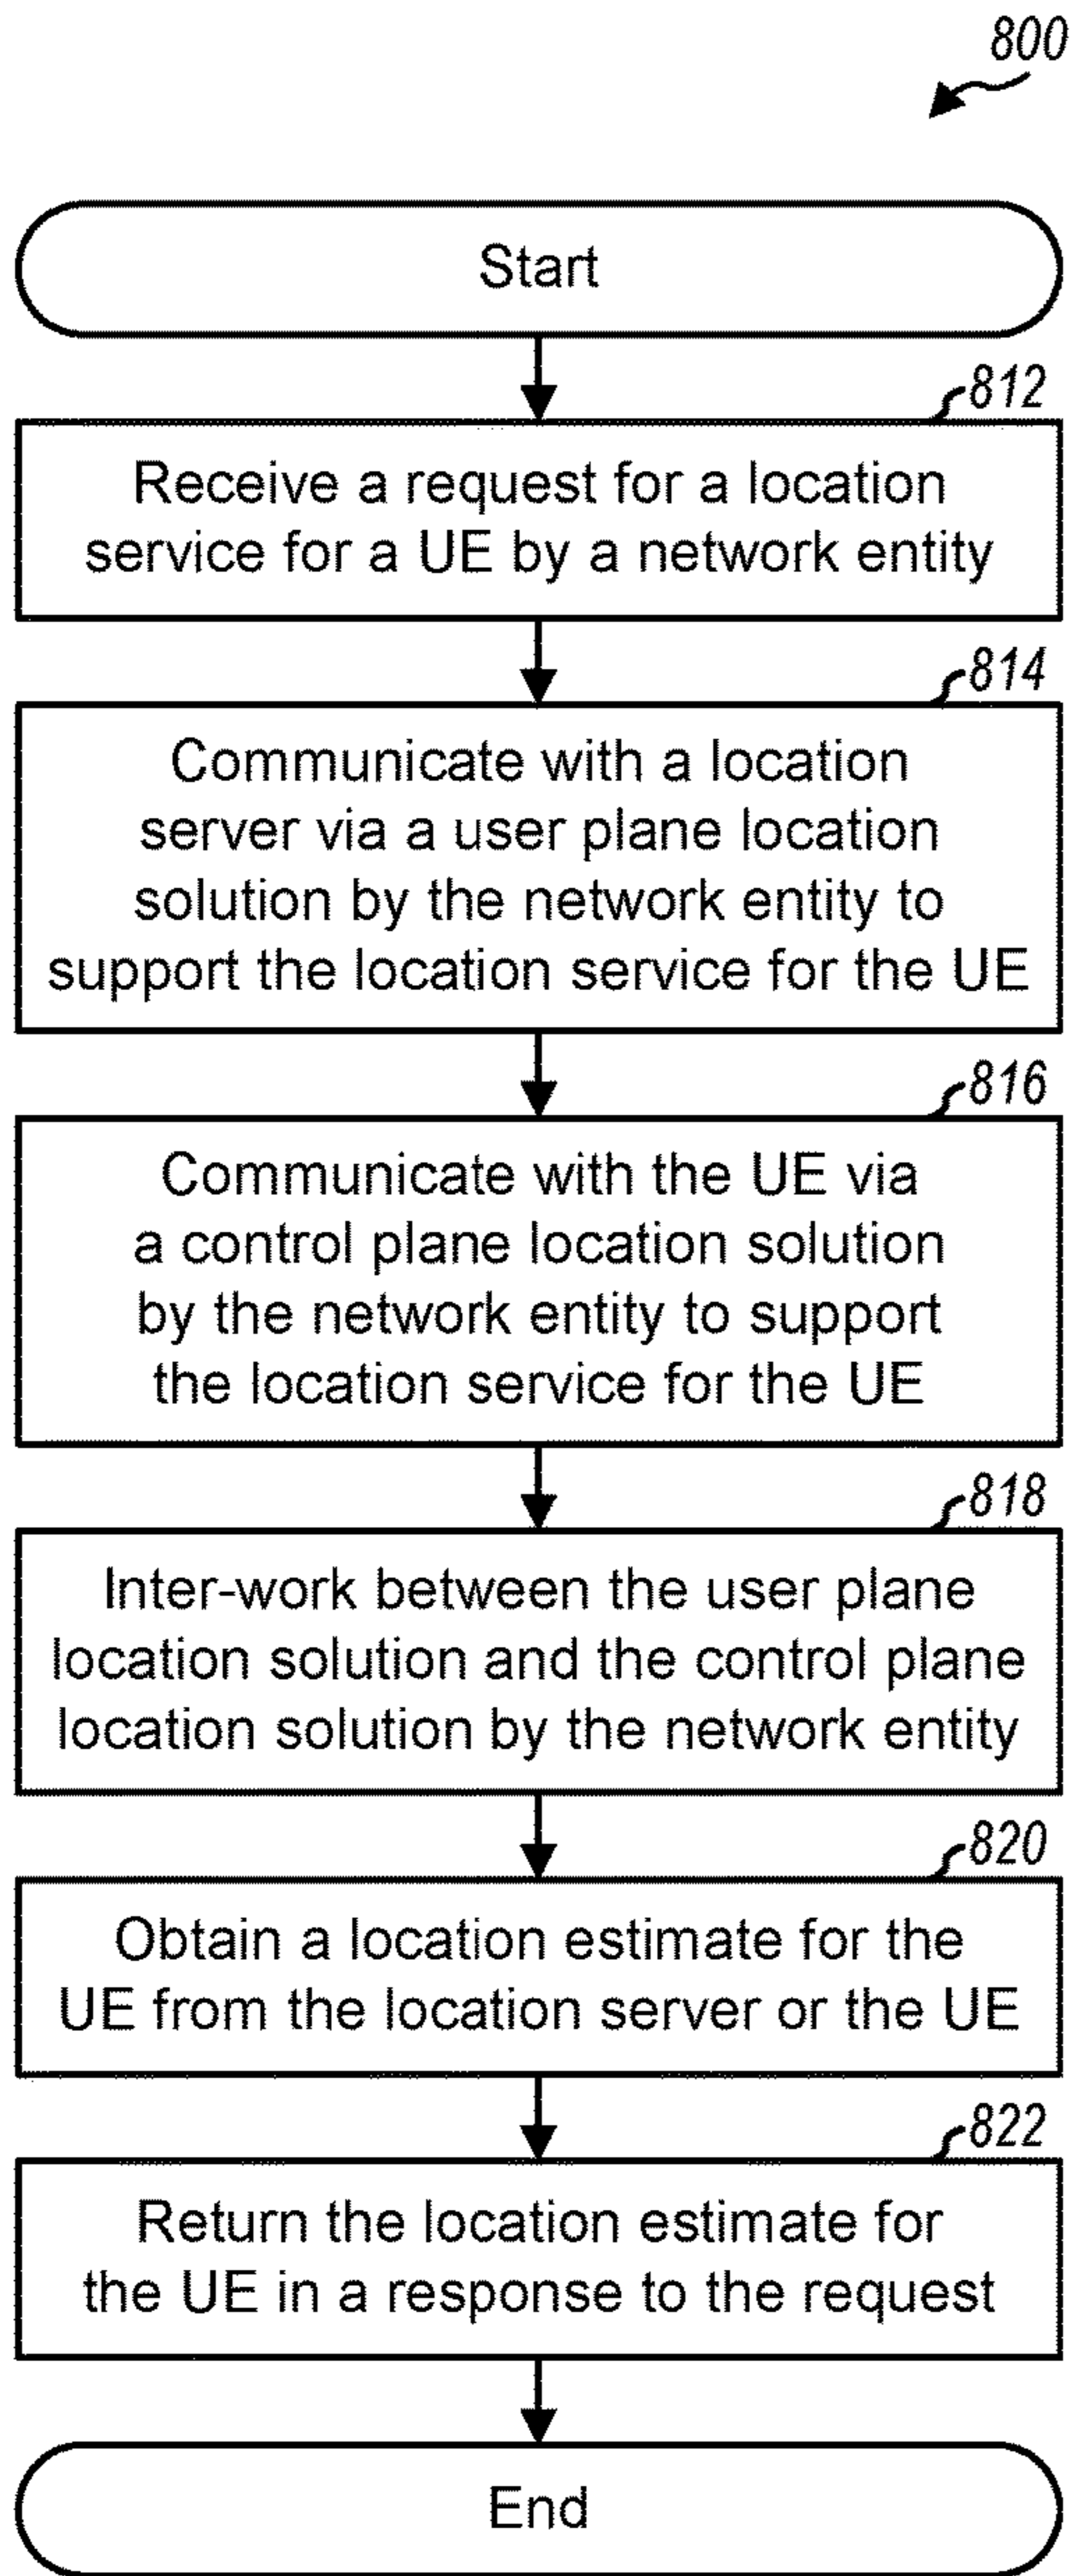 800
Start
812
Receive a request for a location
service for a UE by a network entity
814
Communicate with a location
server via a user plane location
solution by the network entity to
support the location service for the UE
816
Communicate with the UE via
a control plane location solution
by the network entity to support
the location service for the UE
818
Inter-work between the user plane
location solution and the control plane
location solution by the network entity
820
Obtain a location estimate for the
UE from the location server or the UE
822
Return the location estimate for
the UE in a response to the request
End